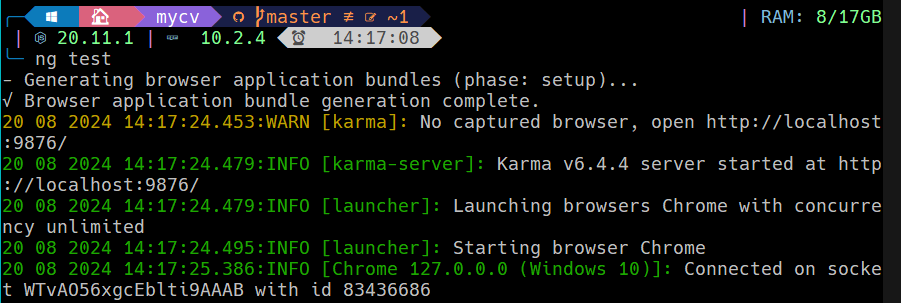 mycv master ≢ ~1 | RAM: 8/17GB
| 20.11.1 | 10.2.4 14:17:08
ng test
- Generating browser application bundles (phase: setup)...
√ Browser application bundle generation complete.
20 08 2024 14:17:24.453:WARN [karma]: No captured browser, open http://localhost
:9876/
20 08 2024 14:17:24.479:INFO [karma-server]: Karma v6.4.4 server started at http
://localhost:9876/
20 08 2024 14:17:24.479:INFO [launcher]: Launching browsers Chrome with concurre
ncy unlimited
20 08 2024 14:17:24.495:INFO [launcher]: Starting browser Chrome
20 08 2024 14:17:25.386:INFO [Chrome 127.0.0.0 (Windows 10)]: Connected on socke
t WTvAO56xgcEblti9AAAB with id 83436686